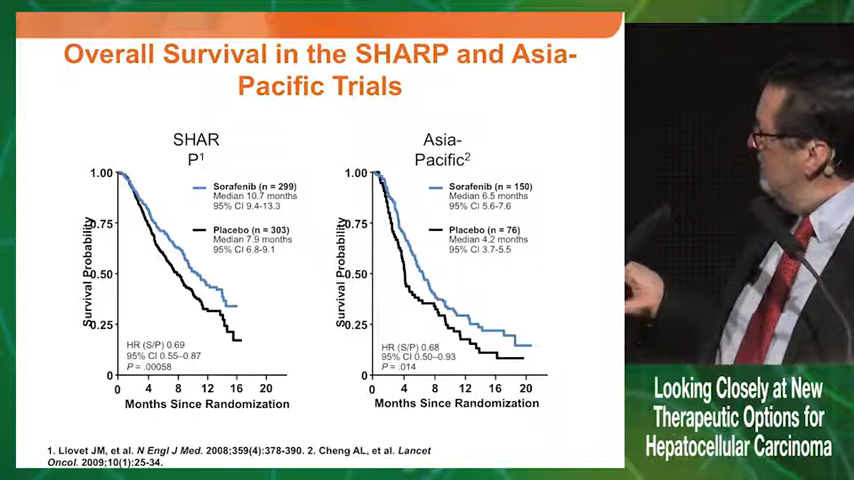 Overall Survival in the SHARP and Asia-
Pacific Trials
SHAR
P1
1.00
0.75
0.50
0.25
0
Survival Probability
Sorafenib (n = 299)
Median 10.7 months
95% CI 9.4-13.3
Placebo (n = 303)
Median 7.9 months
95% CI 6.8-9.1
HR (S/P) 0.69
95% CI 0.55–0.87
P = .00058
0 4 8 12 16 20
Months Since Randomization
Asia-
Pacific2
1.00
0.75
0.50
0.25
0
Survival Probability
Sorafenib (n = 150)
Median 6.5 months
95% CI 5.6-7.6
Placebo (n = 76)
Median 4.2 months
95% CI 3.7-5.5
HR (S/P) 0.68
95% CI 0.50–0.93
P = .014
0 4 8 12 16 20
Months Since Randomization
1. Llovet JM, et al. N Engl J Med. 2008;359(4):378-390. 2. Cheng AL, et al. Lancet
Oncol. 2009;10(1):25-34.
Looking Closely at New
Therapeutic Options for
Hepatocellular Carcinoma